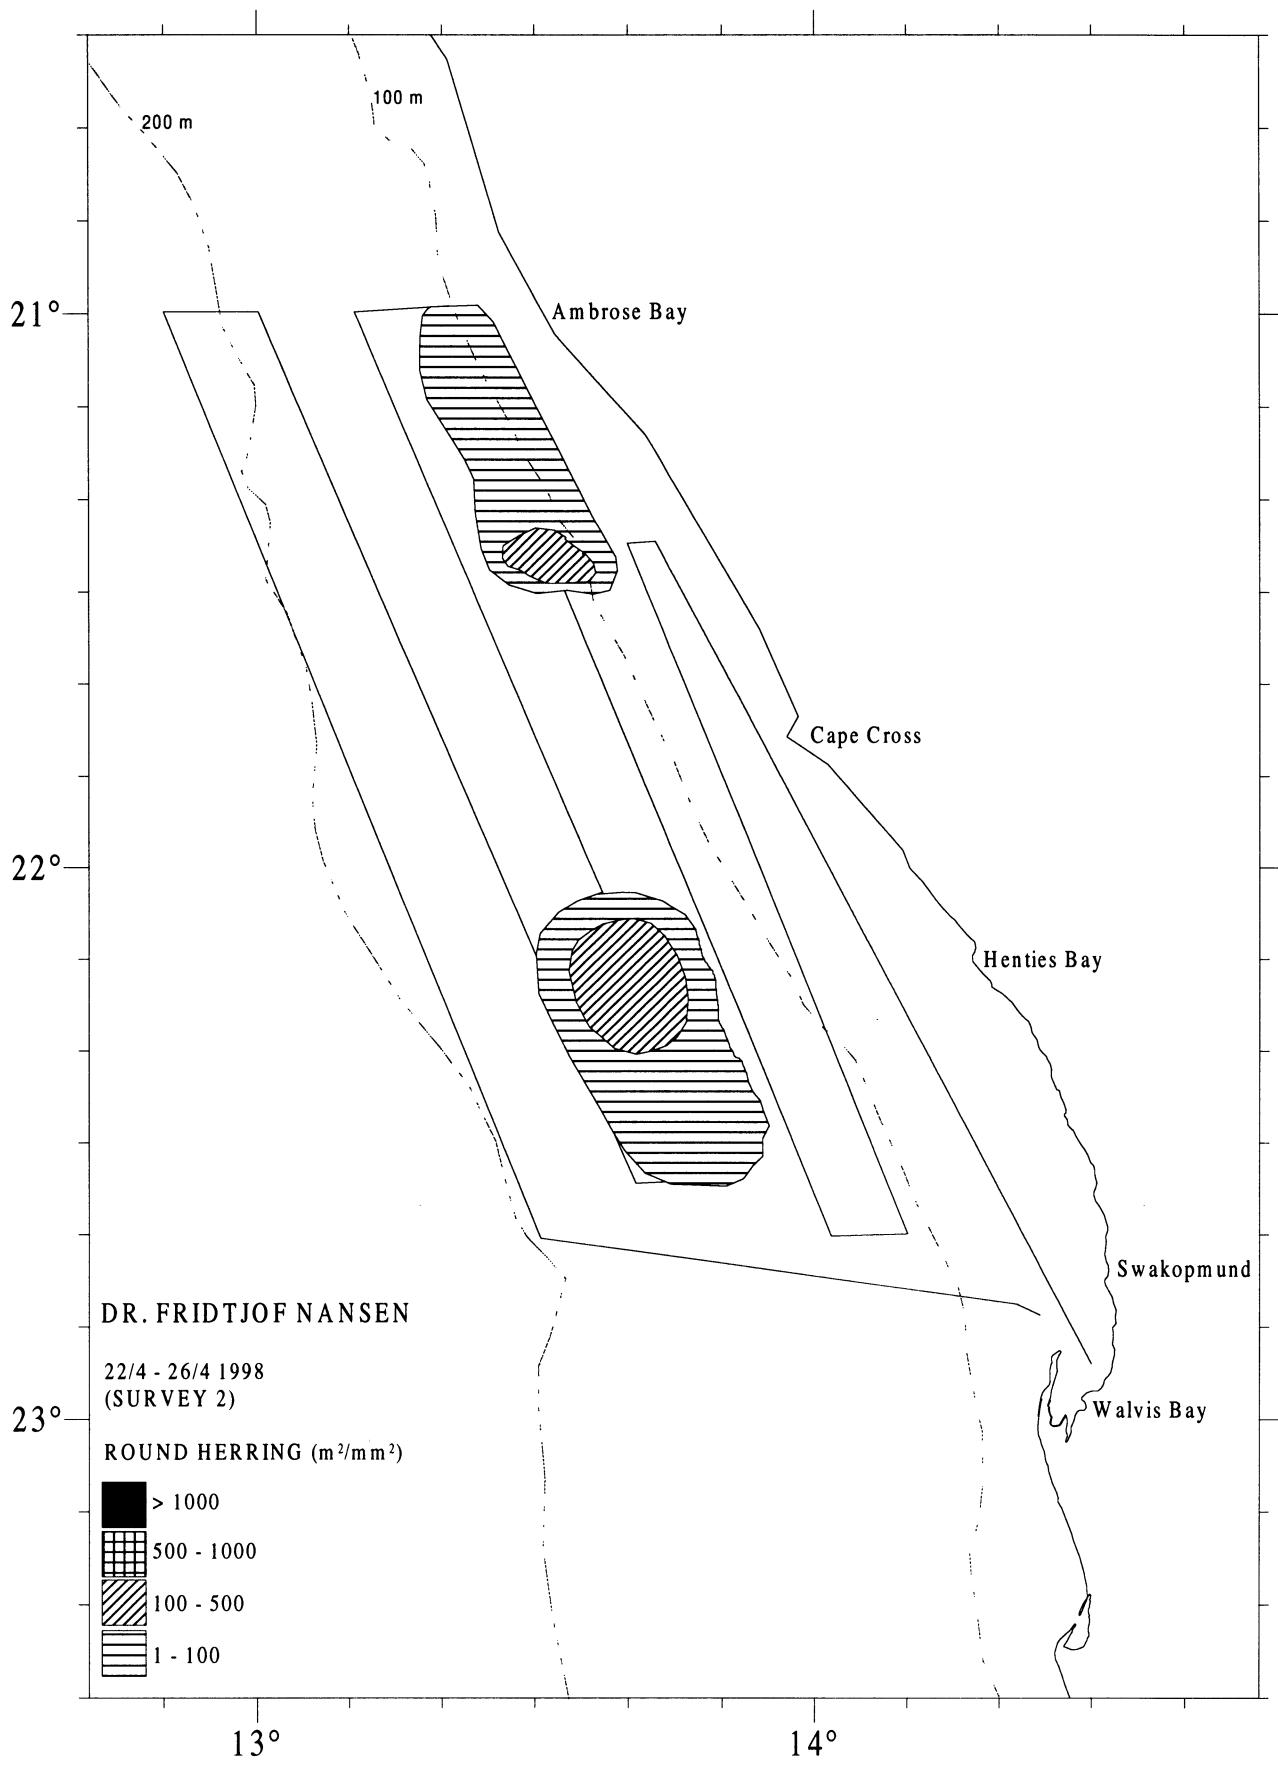 100 m
200 m
21°
Ambrose Bay
Cape Cross
22°
Henties Bay
Swakopmund
DR. FRIDTJOF NANSEN
22/4 - 26/4 1998
(SURVEY 2)
23°
Walvis Bay
ROUND HERRING (m²/mm²)
> 1000
500 - 1000
100 - 500
1 - 100
13°
14°